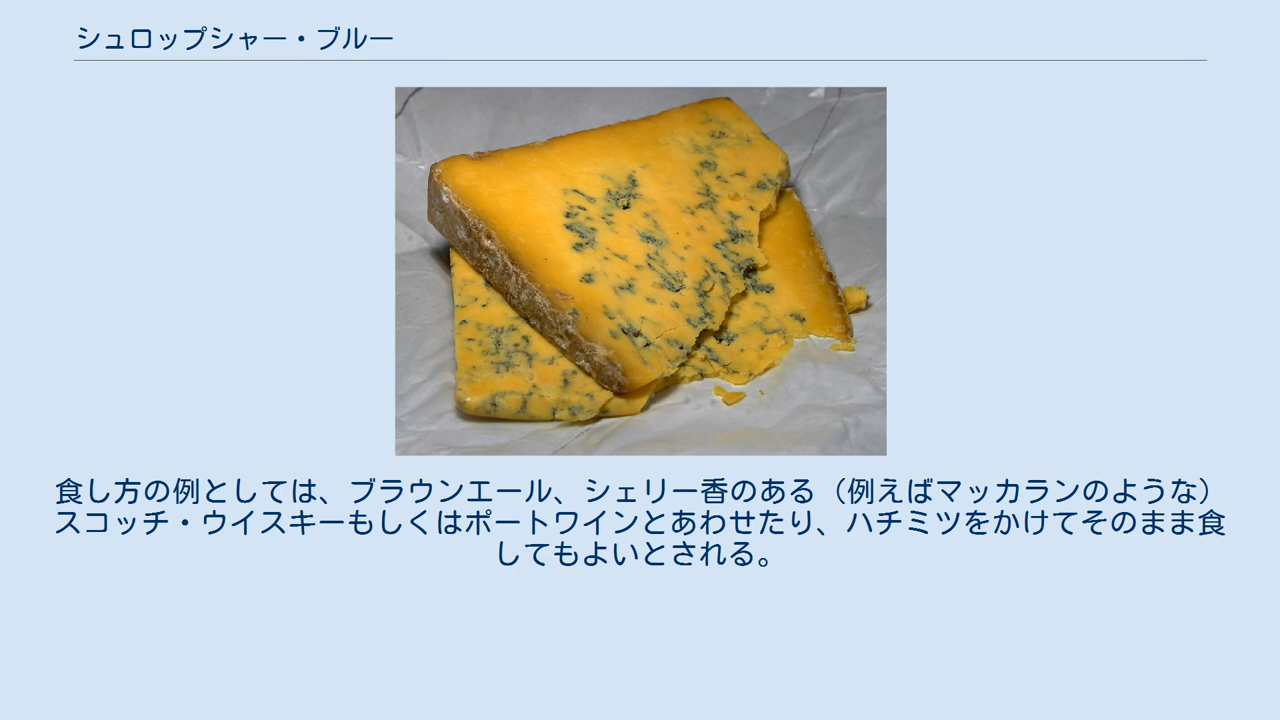 シュロップシャー・ブルー
食し方の例としては、ブラウンエール、シェリー香のある（例えばマッカランのような）
スコッチ・ウイスキーもしくはポートワインとあわせたり、ハチミツをかけてそのまま食
してもよいとされる。